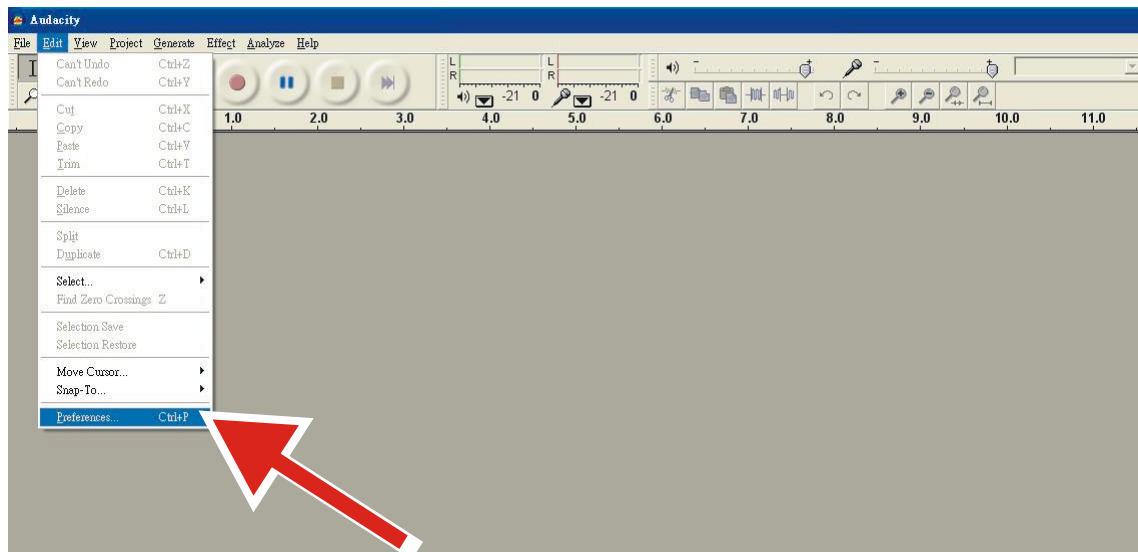 Audacity
File Edit View Project Generate Effect Analyze Help
Can't Undo Ctrl+Z
Can't Redo Ctrl+Y
Cut Ctrl+X
Copy Ctrl+C
Paste Ctrl+V
Trim Ctrl+T
Delete Ctrl+K
Silence Ctrl+L
Split
Duplicate Ctrl+D
Select...
Find Zero Crossings Z
Selection Save
Selection Restore
Move Cursor...
Snap-To...
Preferences... Ctrl+P
L L
R R
-21 0 -21 0
1.0 2.0 3.0 4.0 5.0 6.0 7.0 8.0 9.0 10.0 11.0